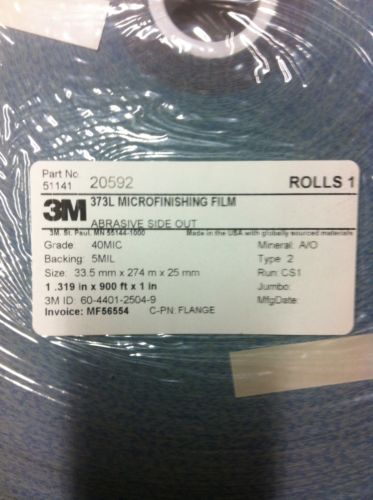 Part No.
51141 20592 ROLLS 1
3M 373L MICROFINISHING FILM
ABRASIVE SIDE OUT
3M. St. Paul, MN 55144-1000 Made in the USA with globally sourced materials
Grade: 40MIC Mineral: A/O
Backing: 5MIL Type 2
Size: 33.5 mm x 274 m x 25 mm Run: CS1
1 .319 in x 900 ft x 1 in Jumbo:
3M ID: 60-4401-2504-9 MfgDate:
Invoice: MF56554 C-PN: FLANGE